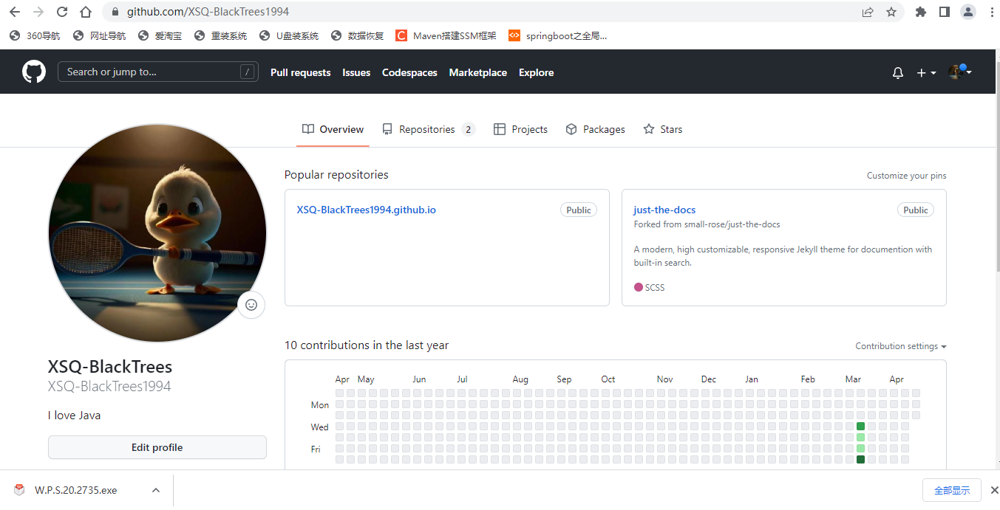 github.com/XSQ-BlackTrees1994
360导航 网址导航 爱淘宝 重装系统 U盘装系统 数据恢复 C Maven搭建SSM框架 springboot之全局...
Search or jump to... / Pull requests Issues Codespaces Marketplace Explore
Overview Repositories 2 Projects Packages Stars
Popular repositories Customize your pins
XSQ-BlackTrees1994.github.io Public
just-the-docs Public
Forked from small-rose/just-the-docs
A modern, high customizable, responsive Jekyll theme for documention with
built-in search.
SCSS
10 contributions in the last year Contribution settings
Apr May Jun Jul Aug Sep Oct Nov Dec Jan Feb Mar Apr
Mon
Wed
Fri
XSQ-BlackTrees
XSQ-BlackTrees1994
I love Java
Edit profile
W.P.S.20.2735.exe 全部显示